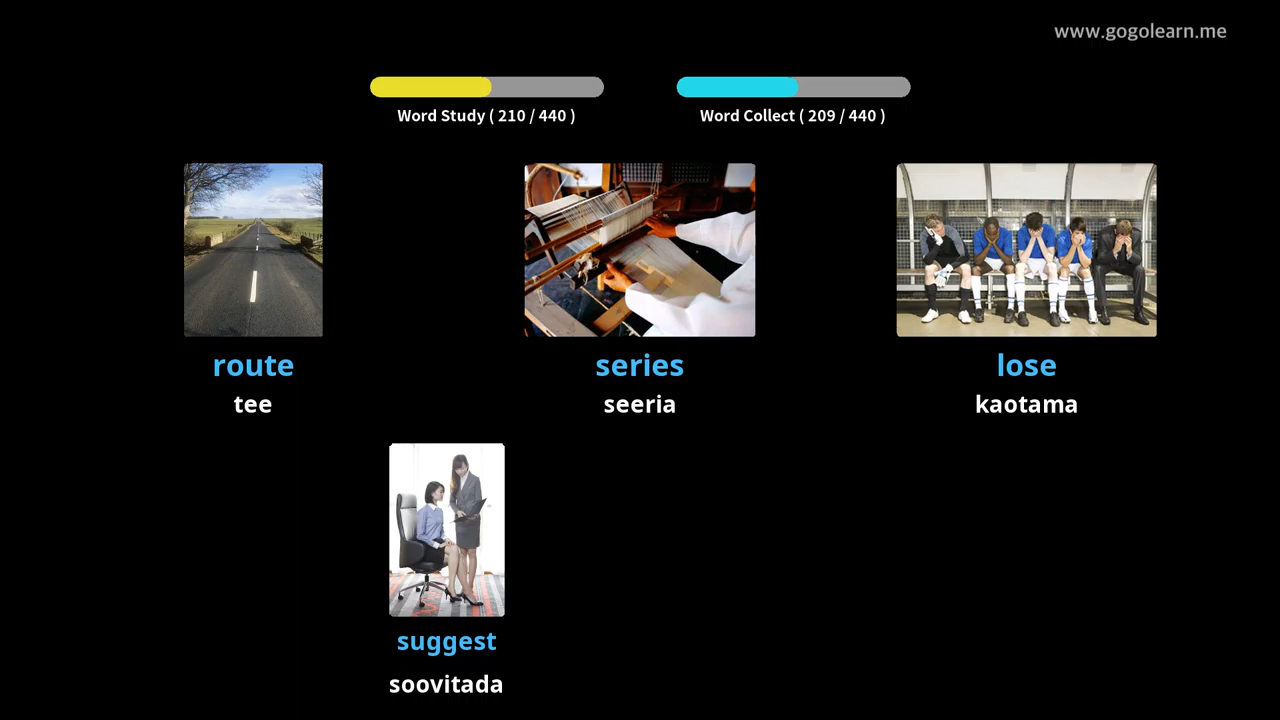 www.gogolearn.me
Word Study ( 210 / 440 )
Word Collect ( 209 / 440 )
route
tee
series
seeria
lose
kaotama
suggest
soovitada